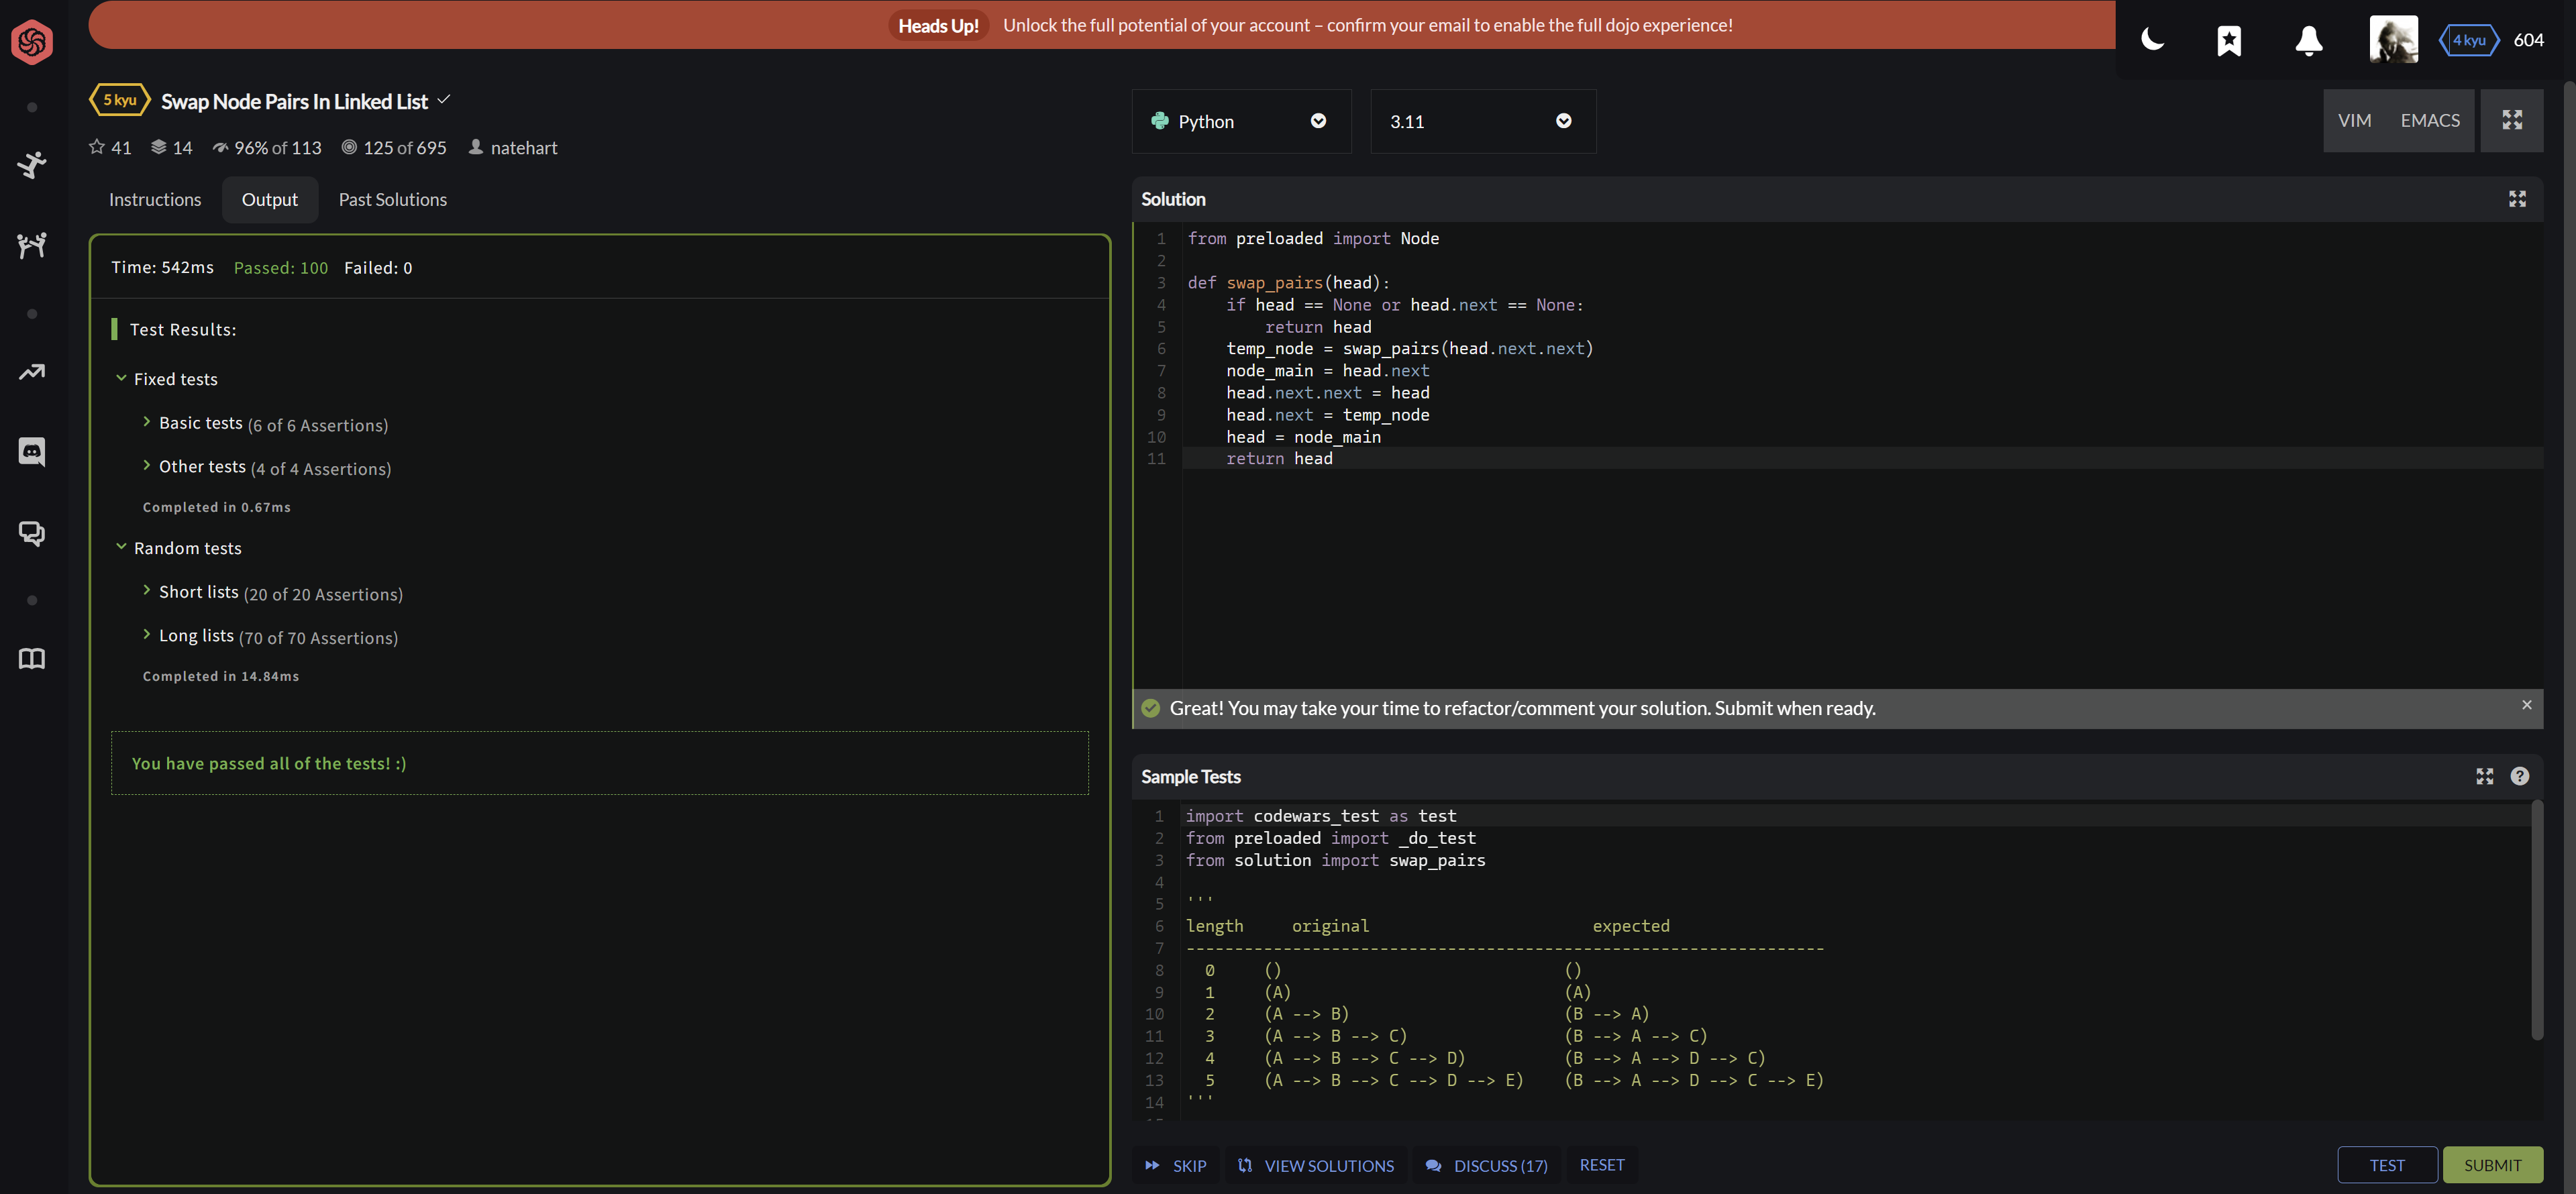 Heads Up! Unlock the full potential of your account – confirm your email to enable the full dojo experience!
4 kyu 604
5 kyu Swap Node Pairs In Linked List
41 14 96% of 113 125 of 695 natehart
Instructions Output Past Solutions
Time: 542ms Passed: 100 Failed: 0
Test Results:
Fixed tests
Basic tests (6 of 6 Assertions)
Other tests (4 of 4 Assertions)
Completed in 0.67ms
Random tests
Short lists (20 of 20 Assertions)
Long lists (70 of 70 Assertions)
Completed in 14.84ms
You have passed all of the tests! :)
Python 3.11 VIM EMACS
Solution
1 from preloaded import Node
2
3 def swap_pairs(head):
4     if head == None or head.next == None:
5         return head
6     temp_node = swap_pairs(head.next.next)
7     node_main = head.next
8     head.next.next = head
9     head.next = temp_node
10     head = node_main
11     return head
Great! You may take your time to refactor/comment your solution. Submit when ready. ×
Sample Tests ?
1 import codewars_test as test
2 from preloaded import _do_test
3 from solution import swap_pairs
4
5 '''
6 length     original                       expected
7 ------------------------------------------------------------------
8   0     ()                              ()
9   1     (A)                             (A)
10   2     (A --> B)                       (B --> A)
11   3     (A --> B --> C)                 (B --> A --> C)
12   4     (A --> B --> C --> D)           (B --> A --> D --> C)
13   5     (A --> B --> C --> D --> E)     (B --> A --> D --> C --> E)
14 '''
SKIP VIEW SOLUTIONS DISCUSS (17) RESET TEST SUBMIT